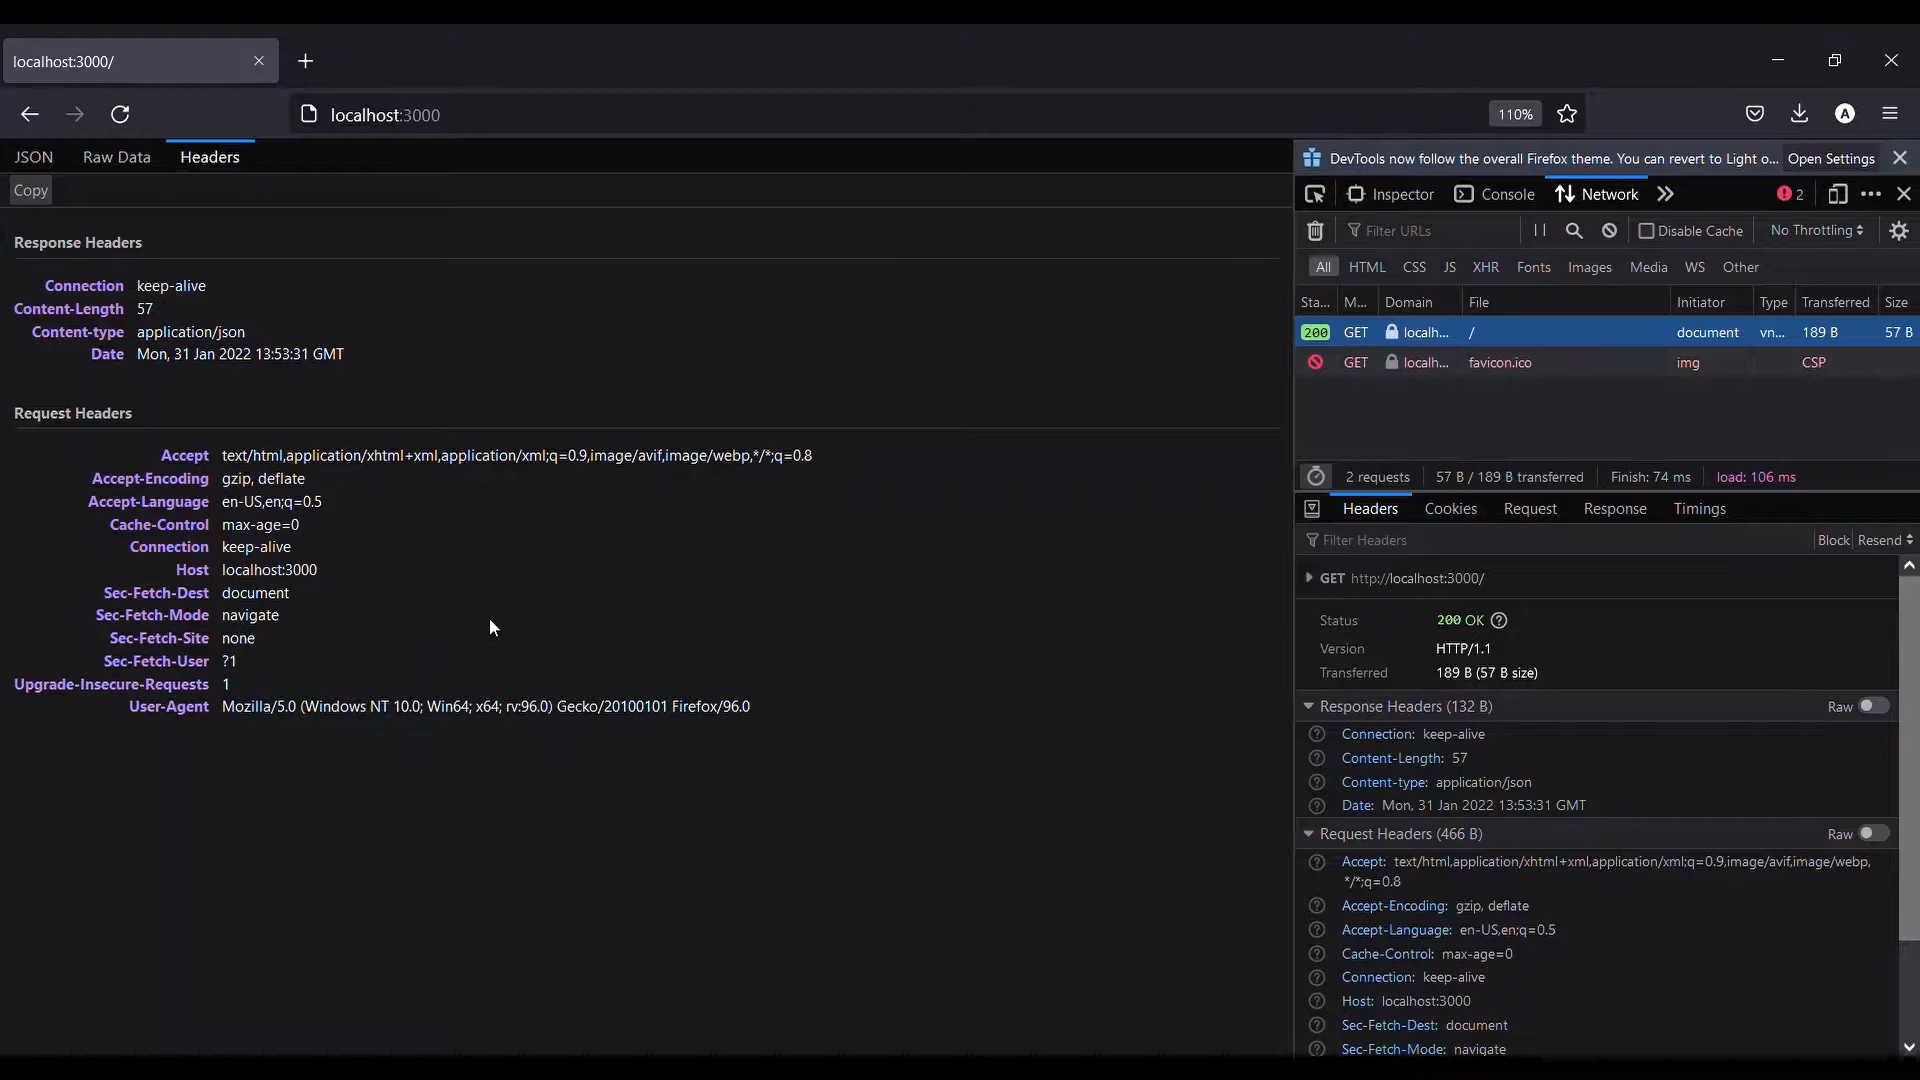 localhost:3000/
localhost:3000
110%
A
JSON Raw Data Headers
Copy
Response Headers
Connection keep-alive
Content-Length 57
Content-type application/json
Date Mon, 31 Jan 2022 13:53:31 GMT
Request Headers
Accept text/html,application/xhtml+xml,application/xml;q=0.9,image/avif,image/webp,*/*;q=0.8
Accept-Encoding gzip, deflate
Accept-Language en-US,en;q=0.5
Cache-Control max-age=0
Connection keep-alive
Host localhost:3000
Sec-Fetch-Dest document
Sec-Fetch-Mode navigate
Sec-Fetch-Site none
Sec-Fetch-User ?1
Upgrade-Insecure-Requests 1
User-Agent Mozilla/5.0 (Windows NT 10.0; Win64; x64; rv:96.0) Gecko/20100101 Firefox/96.0
DevTools now follow the overall Firefox theme. You can revert to Light o... Open Settings
Inspector Console Network 2
Filter URLs Disable Cache No Throttling
All HTML CSS JS XHR Fonts Images Media WS Other
Sta... M... Domain File Initiator Type Transferred Size
200 GET localh... / document vn... 189 B 57 B
GET localh... favicon.ico img CSP
2 requests 57 B / 189 B transferred Finish: 74 ms load: 106 ms
Headers Cookies Request Response Timings
Filter Headers Block Resend
GET http://localhost:3000/
Status 200 OK
Version HTTP/1.1
Transferred 189 B (57 B size)
Response Headers (132 B) Raw
Connection: keep-alive
Content-Length: 57
Content-type: application/json
Date: Mon, 31 Jan 2022 13:53:31 GMT
Request Headers (466 B) Raw
Accept: text/html,application/xhtml+xml,application/xml;q=0.9,image/avif,image/webp,
*/*;q=0.8
Accept-Encoding: gzip, deflate
Accept-Language: en-US,en;q=0.5
Cache-Control: max-age=0
Connection: keep-alive
Host: localhost:3000
Sec-Fetch-Dest: document
Sec-Fetch-Mode: navigate